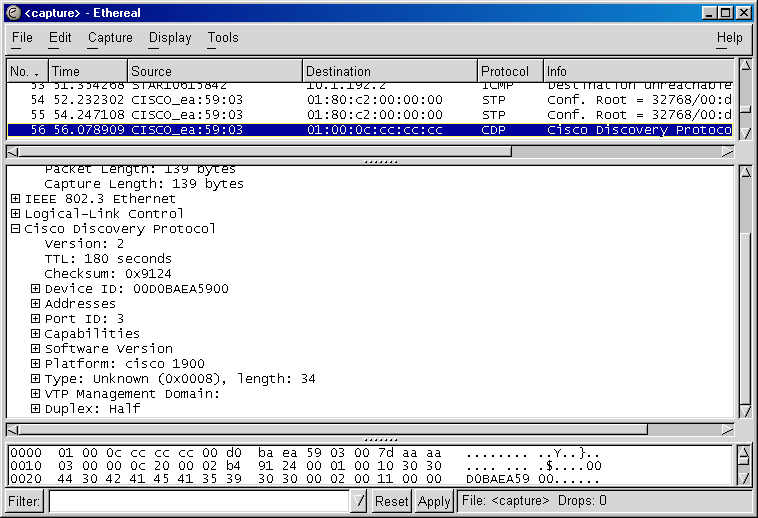 <capture> - Ethereal
File Edit Capture Display Tools Help
No. Time Source Destination Protocol Info
53 51.354268 STAR10615842 10.1.192.2 ICMP Destination unreachable
54 52.232302 CISCO_ea:59:03 01:80:c2:00:00:00 STP Conf. Root = 32768/00:d
55 54.247108 CISCO_ea:59:03 01:80:c2:00:00:00 STP Conf. Root = 32768/00:d
56 56.078909 CISCO_ea:59:03 01:00:0c:cc:cc:cc CDP Cisco Discovery Protoco
Packet Length: 139 bytes
Capture Length: 139 bytes
IEEE 802.3 Ethernet
Logical-Link Control
Cisco Discovery Protocol
Version: 2
TTL: 180 seconds
Checksum: 0x9124
Device ID: 00D0BAEA5900
Addresses
Port ID: 3
Capabilities
Software Version
Platform: cisco 1900
Type: Unknown (0x0008), length: 34
VTP Management Domain:
Duplex: Half
0000 01 00 0c cc cc cc 00 d0 ba ea 59 03 00 7d aa aa ........ ..Y..}..
0010 03 00 00 0c 20 00 02 b4 91 24 00 01 00 10 30 30 .... ... .$....00
0020 44 30 42 41 45 41 35 39 30 30 00 02 00 11 00 00 D0BAEA59 00......
Filter: Reset Apply File: <capture> Drops: 0